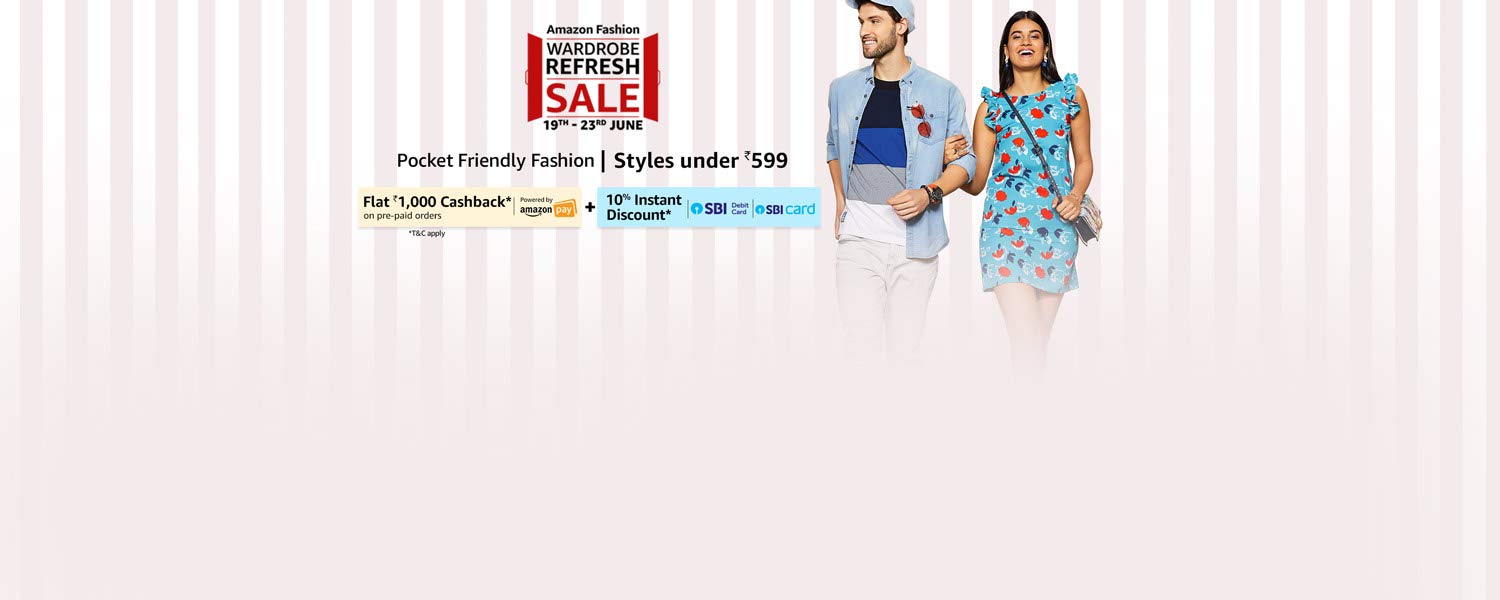 Amazon Fashion
WARDROBE
REFRESH
SALE
19TH - 23RD JUNE
Pocket Friendly Fashion | Styles under ₹599
Flat ₹1,000 Cashback*
on pre-paid orders
Powered by
amazon pay
+
10% Instant
Discount*
SBI Debit
Card
SBI card
*T&C apply